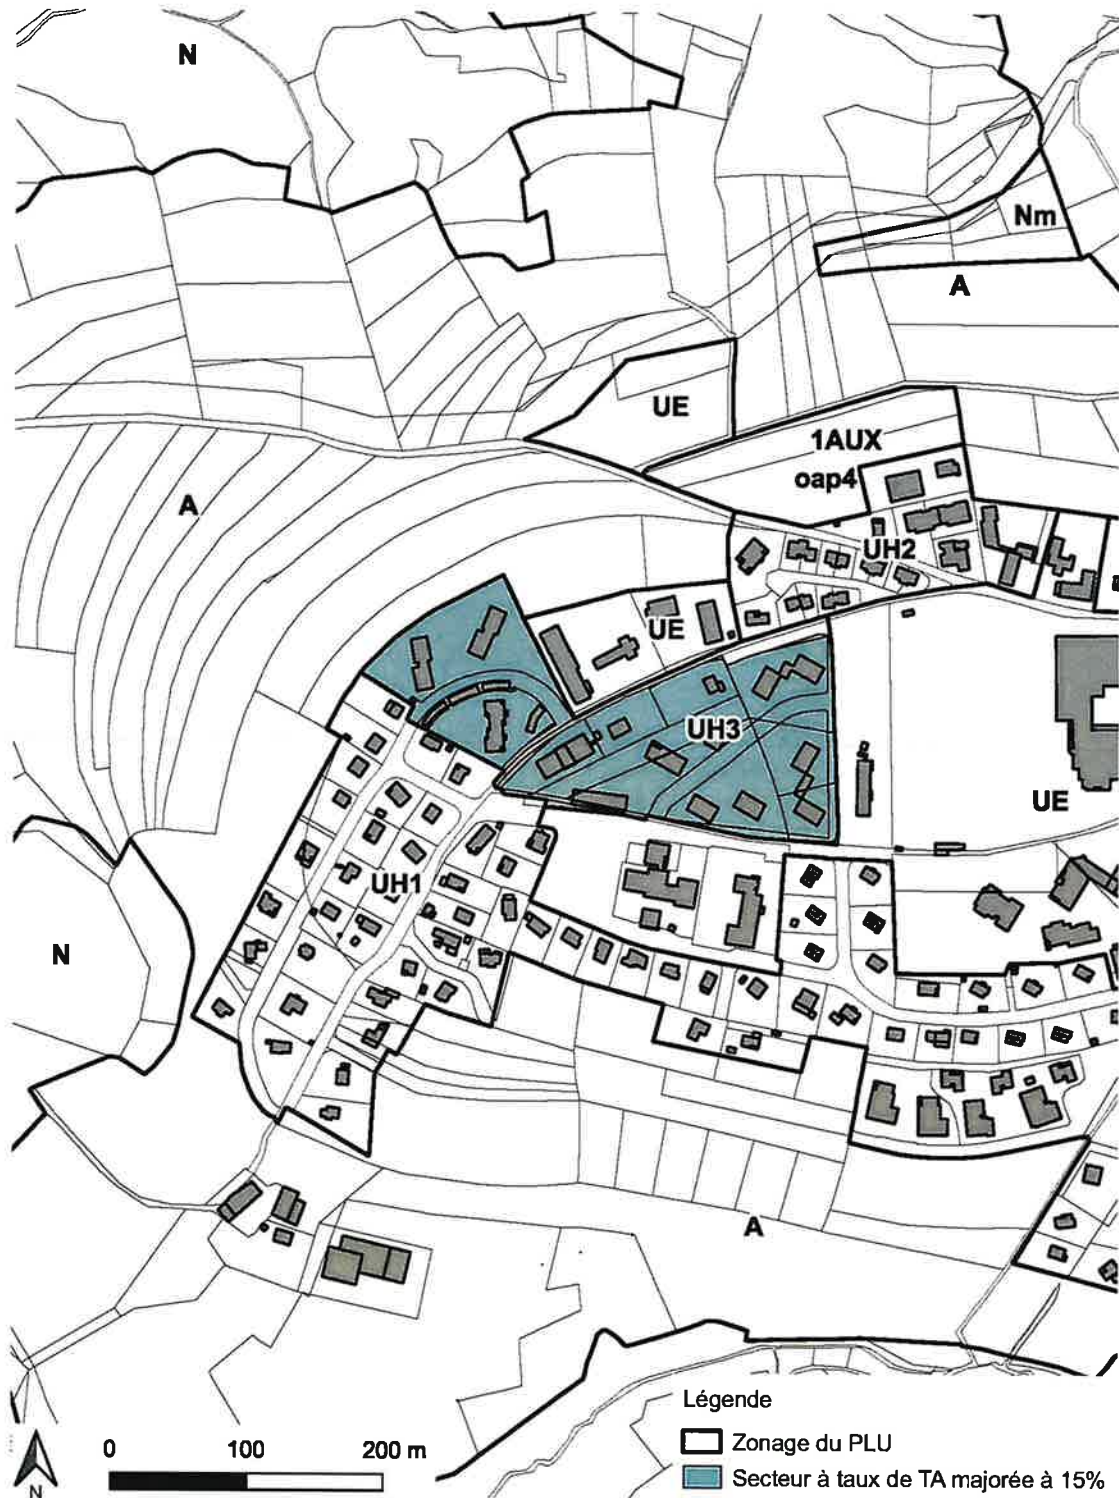 N
Nm
A
UE
1AUX
oap4
A
UH2
UE
UH3
UE
UH1
N
A
Légende
Zonage du PLU
Secteur à taux de TA majorée à 15%
0 100 200 m
N